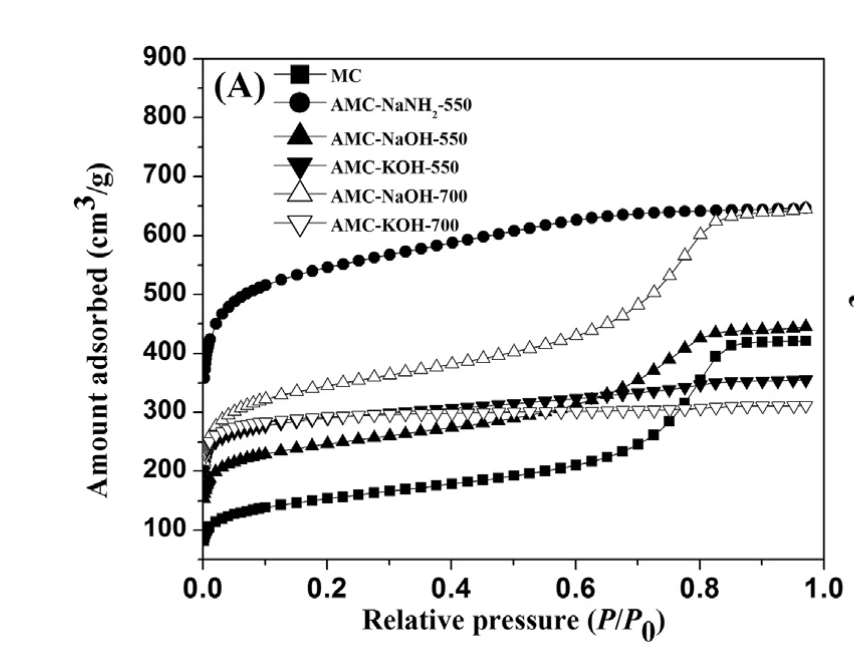 900
800
700
600
500
400
300
200
100
Amount adsorbed (cm³/g)
(A)
MC
AMC-NaNH₂-550
AMC-NaOH-550
AMC-KOH-550
AMC-NaOH-700
AMC-KOH-700
0.0 0.2 0.4 0.6 0.8 1.0
Relative pressure (P/P₀)